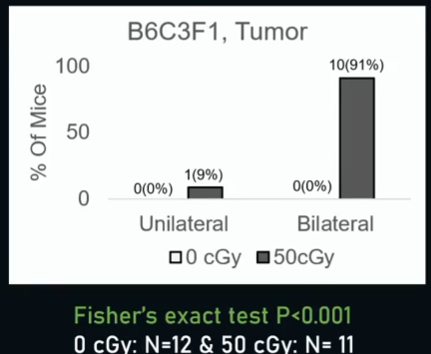 B6C3F1, Tumor
% Of Mice
100
50
0
0(0%)
1(9%)
0(0%)
10(91%)
Unilateral
Bilateral
0 cGy
50cGy
Fisher's exact test P<0.001
0 cGy: N=12 & 50 cGy: N= 11